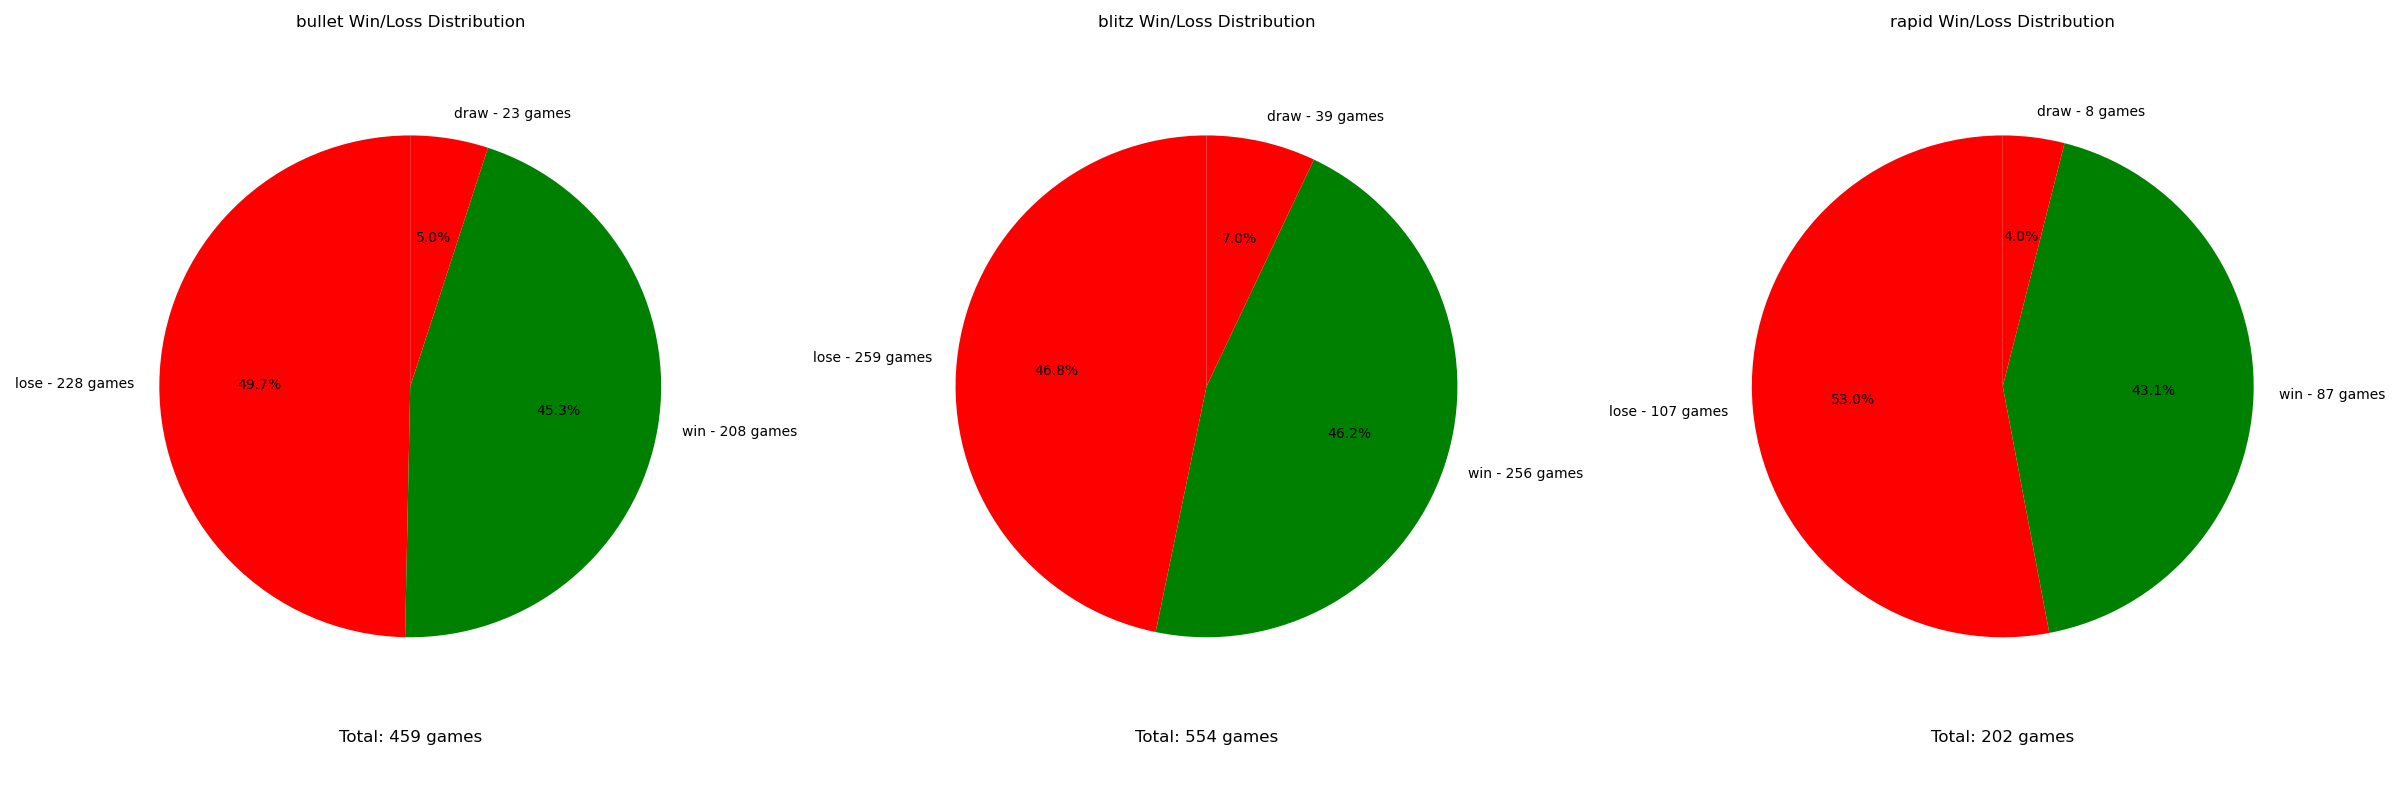 bullet Win/Loss Distribution
draw - 23 games
5.0%
lose - 228 games
49.7%
45.3%
win - 208 games
Total: 459 games
blitz Win/Loss Distribution
draw - 39 games
7.0%
lose - 259 games
46.8%
46.2%
win - 256 games
Total: 554 games
rapid Win/Loss Distribution
draw - 8 games
4.0%
lose - 107 games
53.0%
43.1%
win - 87 games
Total: 202 games